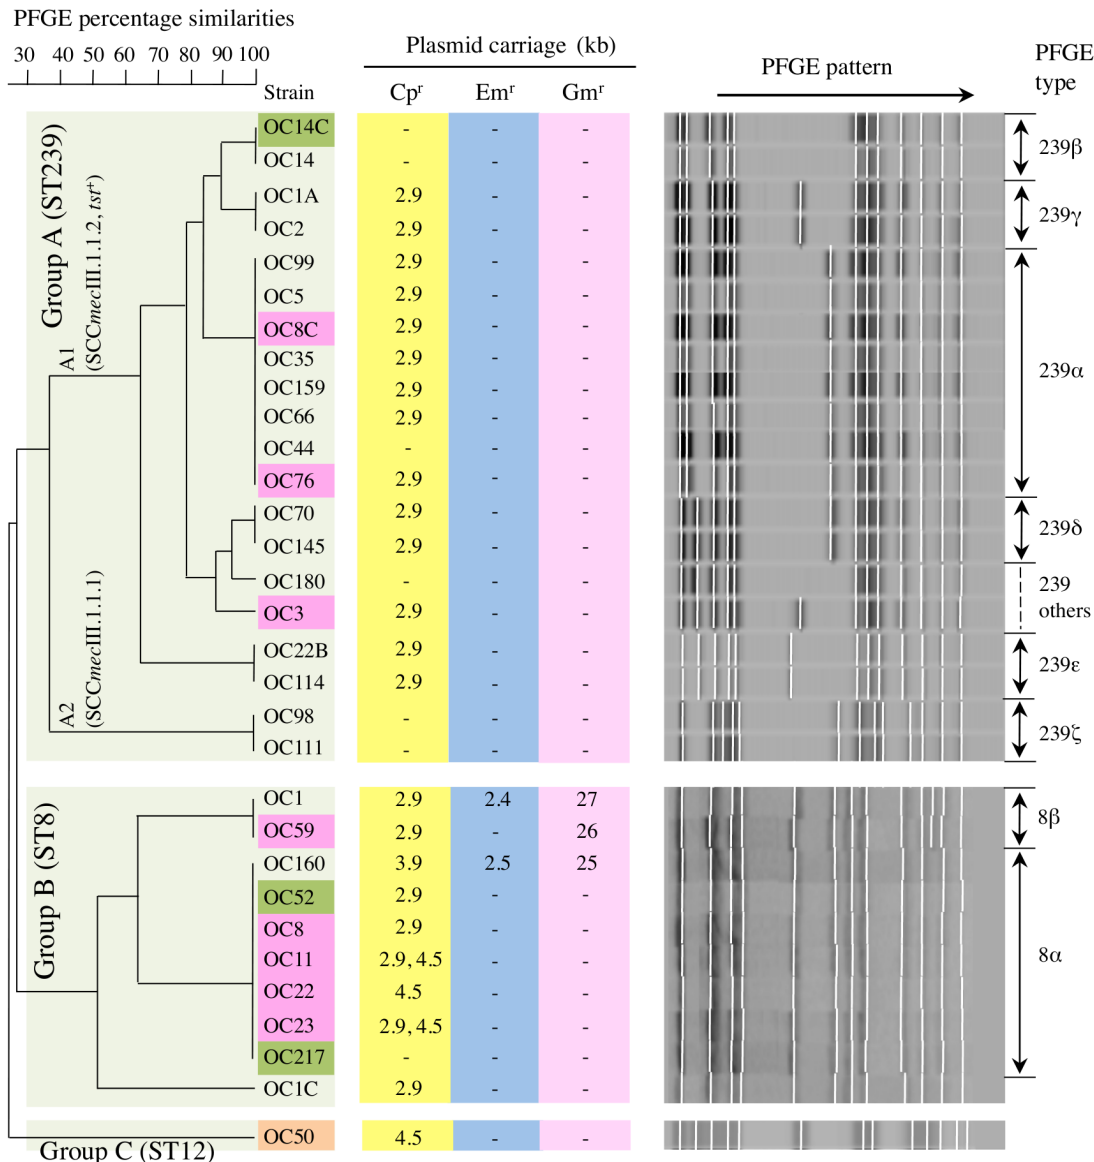 PFGE percentage similarities
30 40 50 60 70 80 90 100
Plasmid carriage (kb)
PFGE pattern
PFGE type
Strain Cpʳ Emʳ Gmʳ
Group A (ST239)
A1 (SCCmecIII.1.1.2, tst⁺)
A2 (SCCmecIII.1.1.1)
OC14C - - -
OC14 - - -
239β
OC1A 2.9 - -
OC2 2.9 - -
239γ
OC99 2.9 - -
OC5 2.9 - -
OC8C 2.9 - -
OC35 2.9 - -
OC159 2.9 - -
OC66 2.9 - -
OC44 - - -
OC76 2.9 - -
239α
OC70 2.9 - -
OC145 2.9 - -
239δ
OC180 - - -
OC3 2.9 - -
239 others
OC22B 2.9 - -
OC114 2.9 - -
239ε
OC98 - - -
OC111 - - -
239ζ
Group B (ST8)
OC1 2.9 2.4 27
OC59 2.9 - 26
8β
OC160 3.9 2.5 25
OC52 2.9 - -
OC8 2.9 - -
OC11 2.9, 4.5 - -
OC22 4.5 - -
OC23 2.9, 4.5 - -
OC217 - - -
8α
OC1C 2.9 - -
OC50 4.5 - -
Group C (ST12)